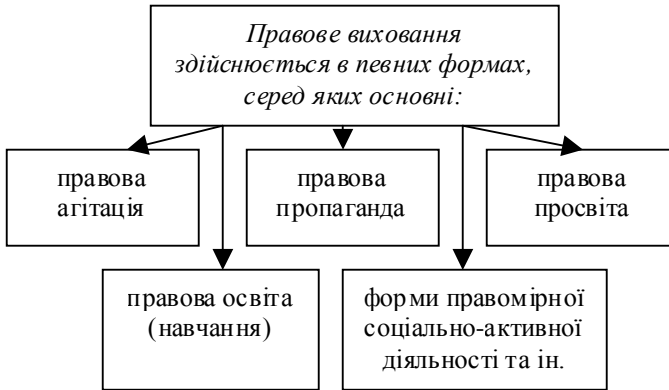 Правове виховання
здійснюється в певних формах,
серед яких основні:
правова
агітація
правова
пропаганда
правова
просвіта
правова освіта
(навчання)
форми правомірної
соціально-активної
діяльності та ін.